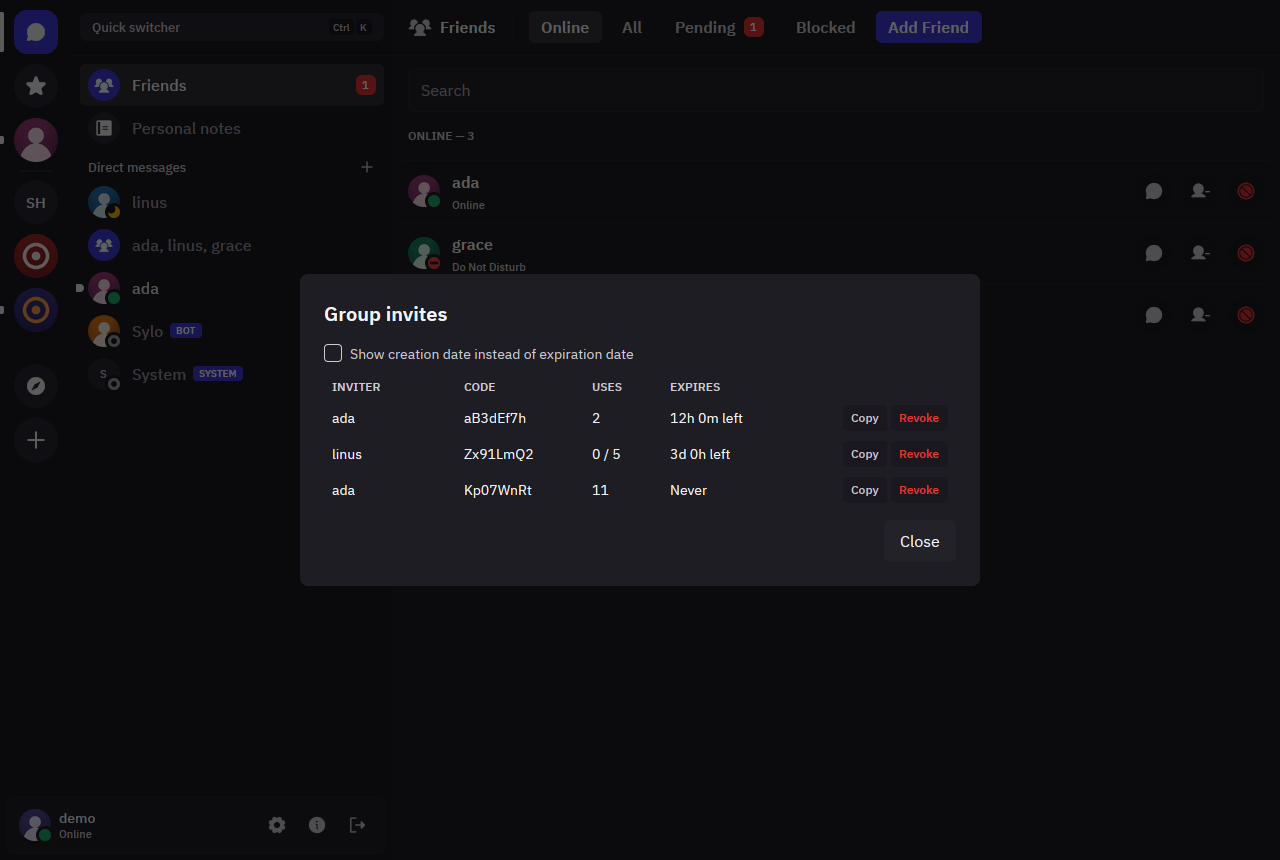 Quick switcher Ctrl K
Friends Online All Pending 1 Blocked Add Friend
Friends 1
Personal notes
Direct messages
linus
ada, linus, grace
ada
Sylo BOT
S System SYSTEM
SH
Search
ONLINE — 3
ada
Online
grace
Do Not Disturb
Group invites
Show creation date instead of expiration date
INVITER CODE USES EXPIRES
ada aB3dEf7h 2 12h 0m left Copy Revoke
linus Zx91LmQ2 0 / 5 3d 0h left Copy Revoke
ada Kp07WnRt 11 Never Copy Revoke
Close
demo
Online